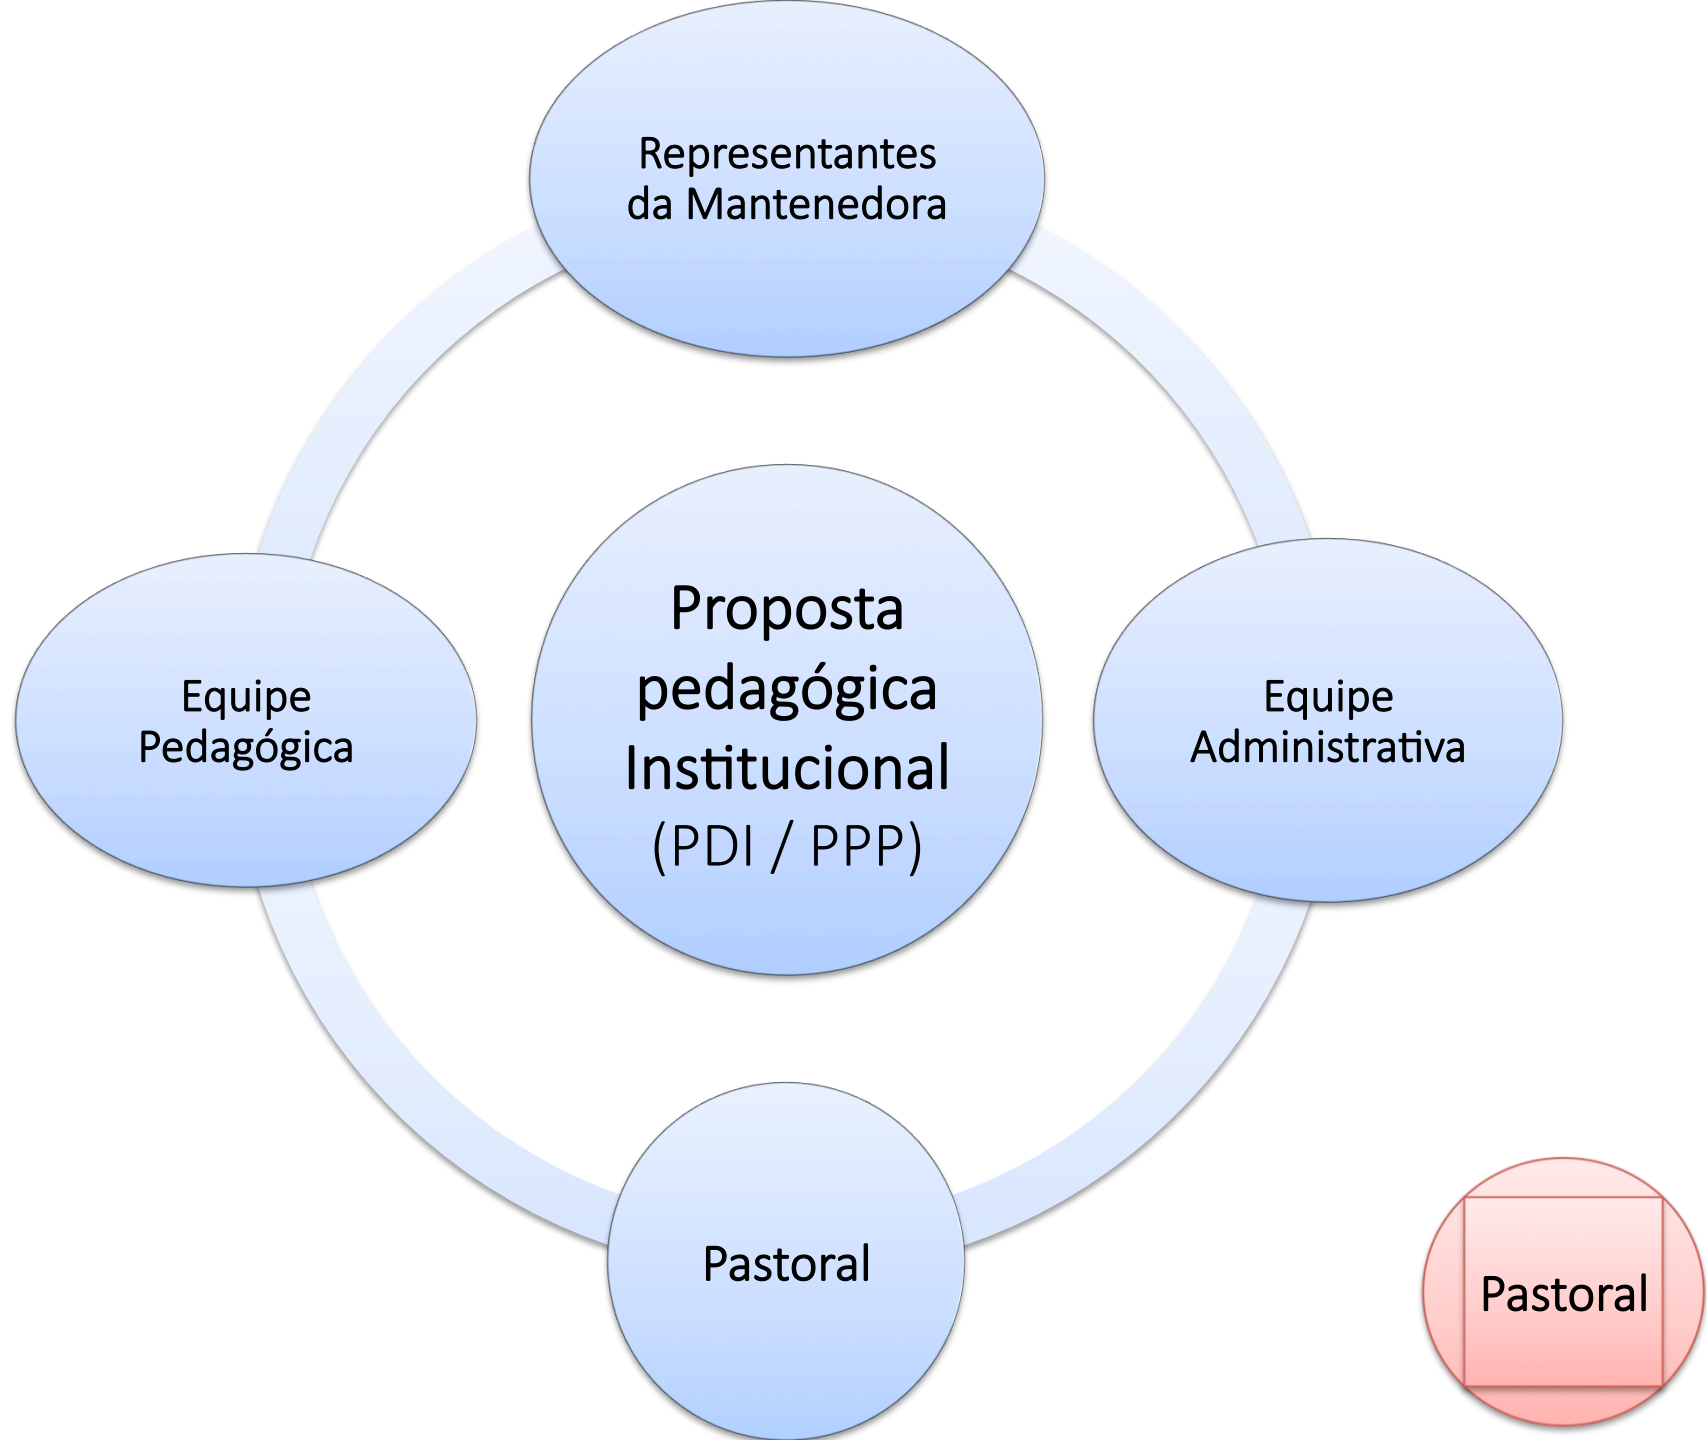 Representantes
da Mantenedora
Proposta
pedagógica
Institucional
(PDI / PPP)
Equipe
Pedagógica
Equipe
Administrativa
Pastoral
Pastoral